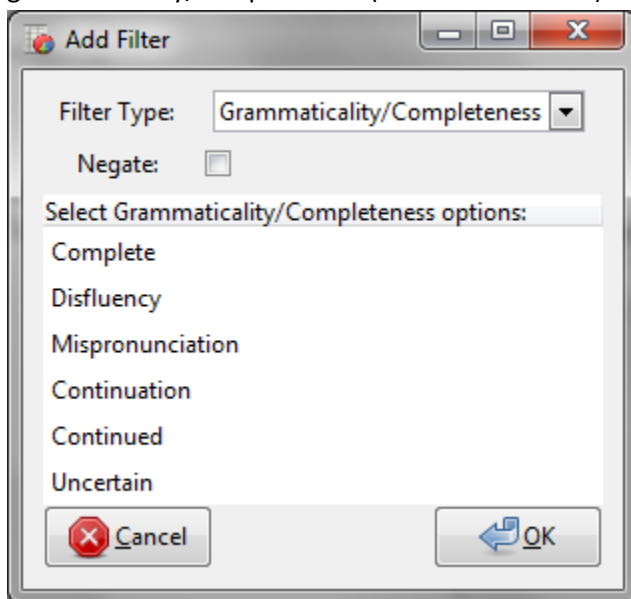 Add Filter
Filter Type: Grammaticality/Completeness
Negate:
Select Grammaticality/Completeness options:
Complete
Disfluency
Mispronunciation
Continuation
Continued
Uncertain
Cancel OK